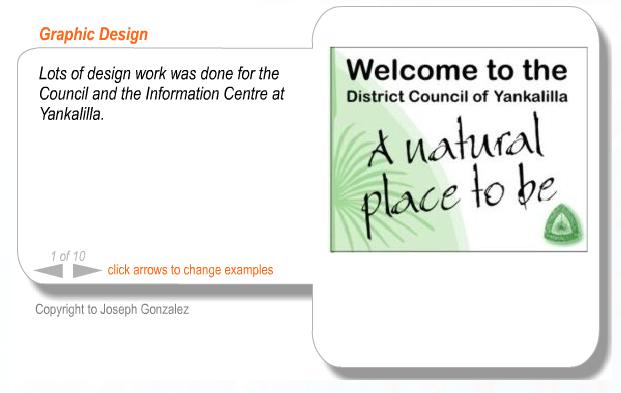 Graphic Design
Lots of design work was done for the
Council and the Information Centre at
Yankalilla.
1 of 10
click arrows to change examples
Copyright to Joseph Gonzalez
Welcome to the
District Council of Yankalilla
A natural
place to be